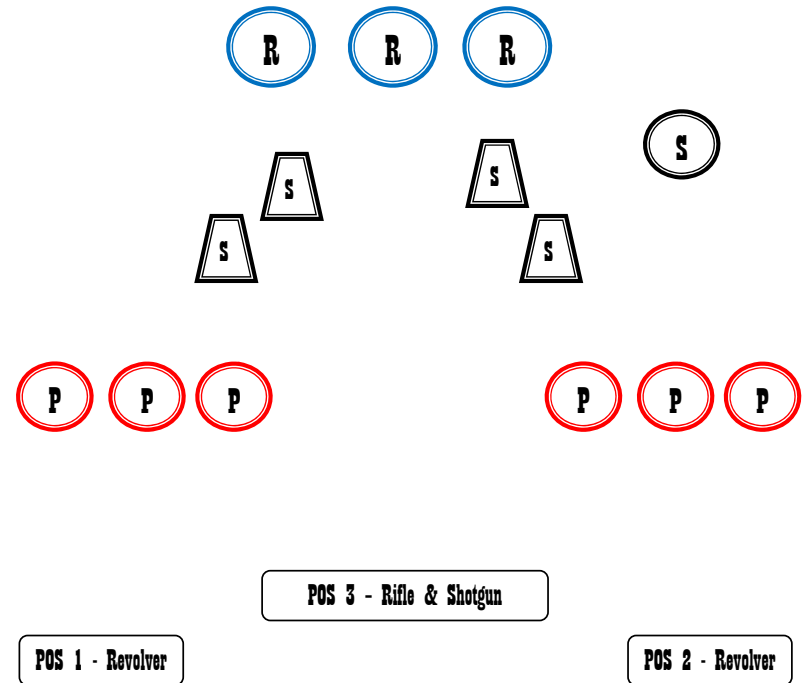 R R R
S
S S
S S
P P P P P P
POS 3 - Rifle & Shotgun
POS 1 - Revolver POS 2 - Revolver